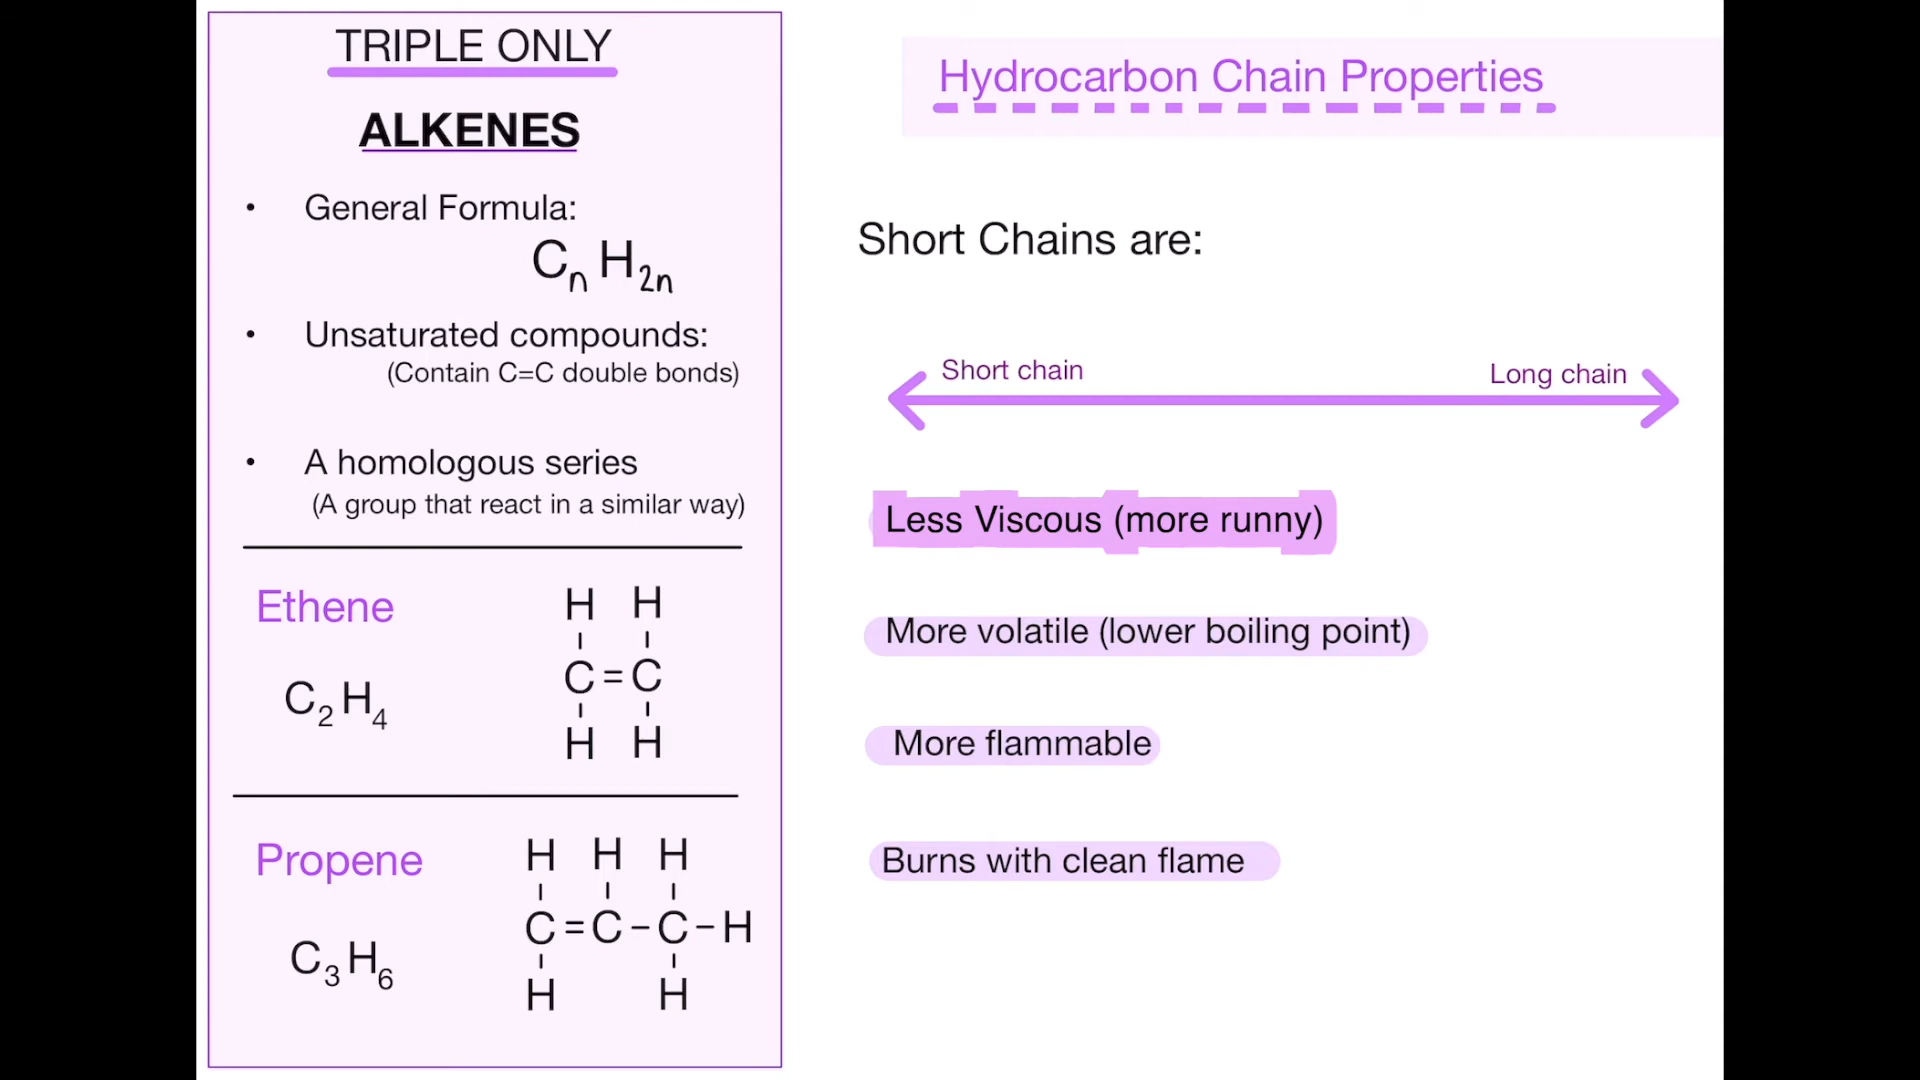 TRIPLE ONLY
ALKENES
• General Formula:
CₙH₂ₙ
• Unsaturated compounds:
(Contain C=C double bonds)
• A homologous series
(A group that react in a similar way)
Ethene
C₂H₄
H H
C=C
H H
Propene
C₃H₆
H H H
C=C-C-H
H H
Hydrocarbon Chain Properties
Short Chains are:
Short chain
Long chain
Less Viscous (more runny)
More volatile (lower boiling point)
More flammable
Burns with clean flame